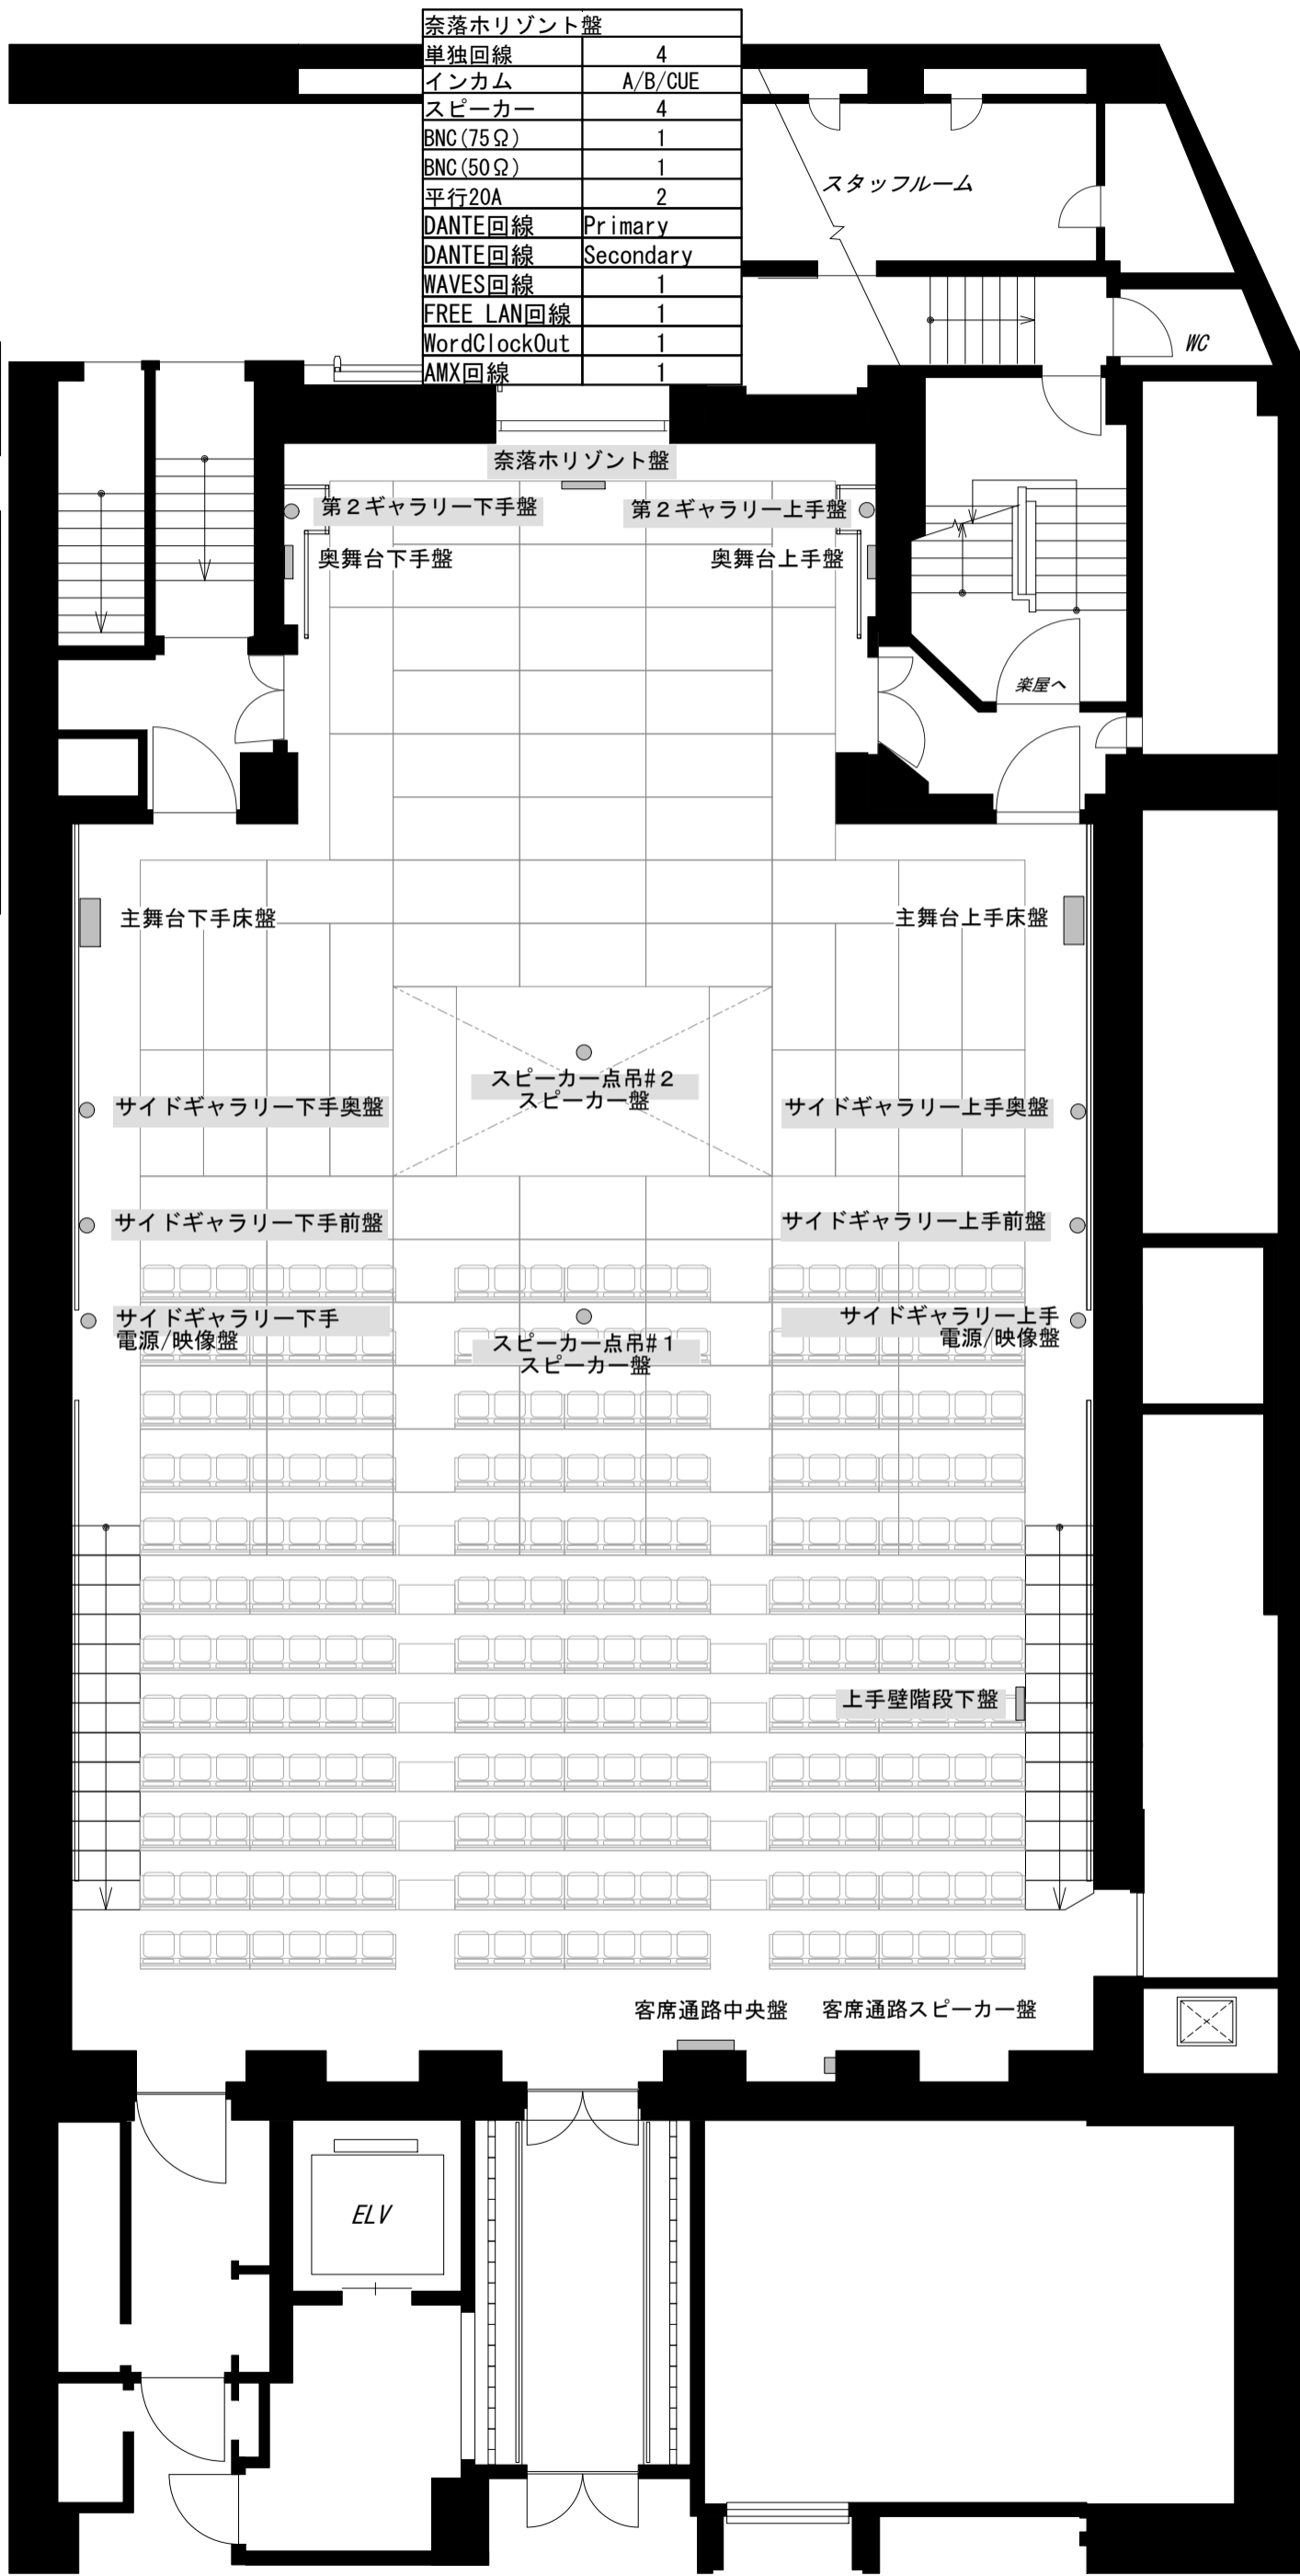 奈落ホリゾント盤
単独回線 4
インカム A/B/CUE
スピーカー 4
BNC(75Ω) 1
BNC(50Ω) 1
平行20A 2
DANTE回線 Primary
DANTE回線 Secondary
WAVES回線 1
FREE LAN回線 1
WordClockOut 1
AMX回線 1
スタッフルーム
WC
奈落ホリゾント盤
第２ギャラリー下手盤
第２ギャラリー上手盤
奥舞台下手盤
奥舞台上手盤
楽屋へ
主舞台下手床盤
主舞台上手床盤
スピーカー点吊#２
スピーカー盤
サイドギャラリー下手奥盤
サイドギャラリー上手奥盤
サイドギャラリー下手前盤
サイドギャラリー上手前盤
サイドギャラリー下手
電源/映像盤
サイドギャラリー上手
電源/映像盤
スピーカー点吊#１
スピーカー盤
上手壁階段下盤
客席通路中央盤
客席通路スピーカー盤
ELV